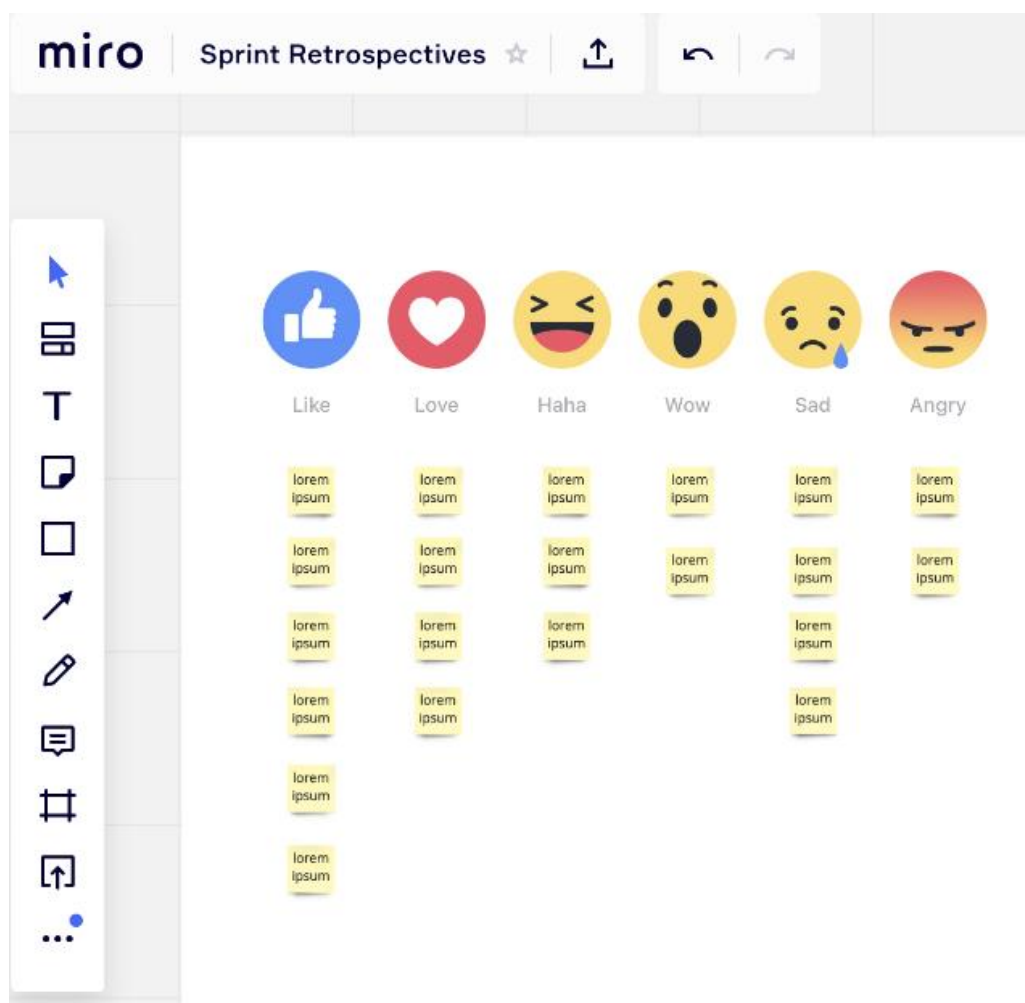 miro
Sprint Retrospectives
T
Like Love Haha Wow Sad Angry
lorem lorem lorem lorem lorem lorem
ipsum ipsum ipsum ipsum ipsum ipsum
lorem lorem lorem lorem lorem lorem
ipsum ipsum ipsum ipsum ipsum ipsum
lorem lorem lorem lorem
ipsum ipsum ipsum ipsum
lorem lorem lorem
ipsum ipsum ipsum
lorem
ipsum
lorem
ipsum